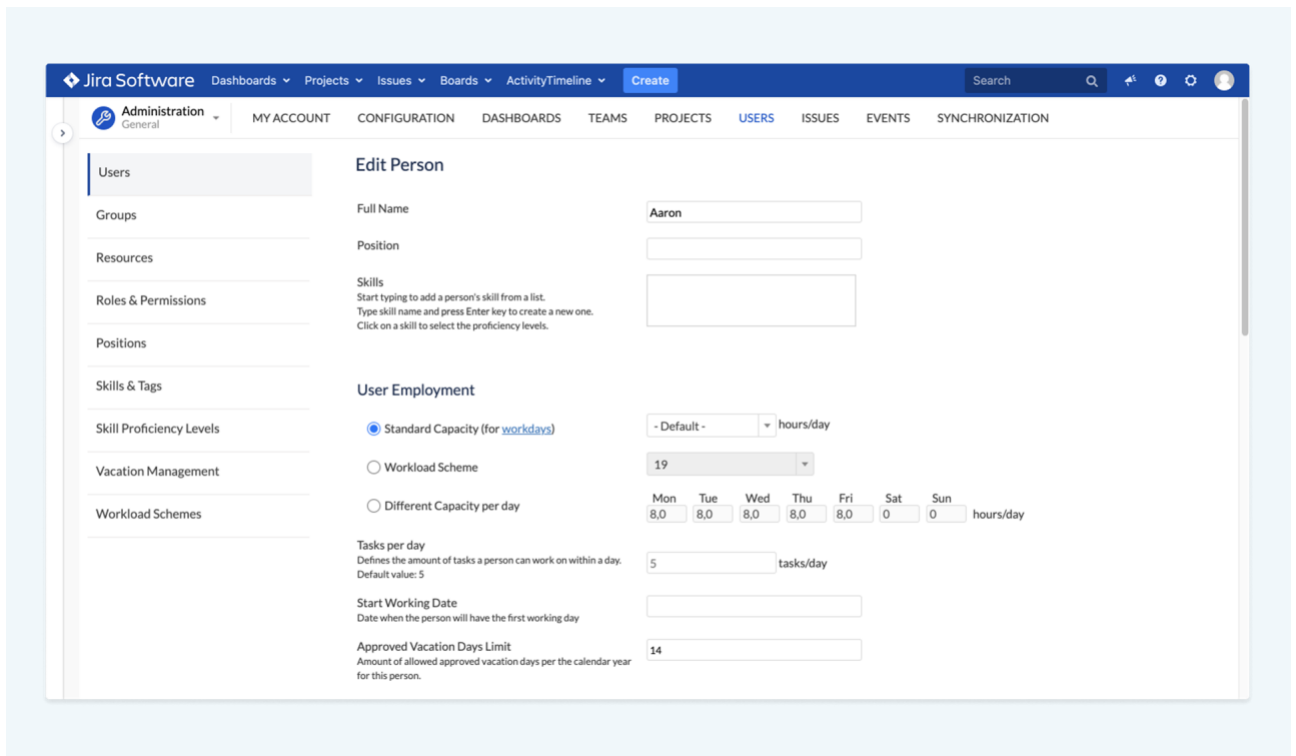 Jira Software Dashboards Projects Issues Boards ActivityTimeline Create Search
Administration
General
MY ACCOUNT CONFIGURATION DASHBOARDS TEAMS PROJECTS USERS ISSUES EVENTS SYNCHRONIZATION
Users
Groups
Resources
Roles & Permissions
Positions
Skills & Tags
Skill Proficiency Levels
Vacation Management
Workload Schemes
Edit Person
Full Name Aaron
Position
Skills
Start typing to add a person's skill from a list.
Type skill name and press Enter key to create a new one.
Click on a skill to select the proficiency levels.
User Employment
Standard Capacity (for workdays) - Default - hours/day
Workload Scheme 19
Different Capacity per day
Mon Tue Wed Thu Fri Sat Sun
8,0 8,0 8,0 8,0 8,0 0 0 hours/day
Tasks per day
Defines the amount of tasks a person can work on within a day.
Default value: 5
5 tasks/day
Start Working Date
Date when the person will have the first working day
Approved Vacation Days Limit 14
Amount of allowed approved vacation days per the calendar year
for this person.